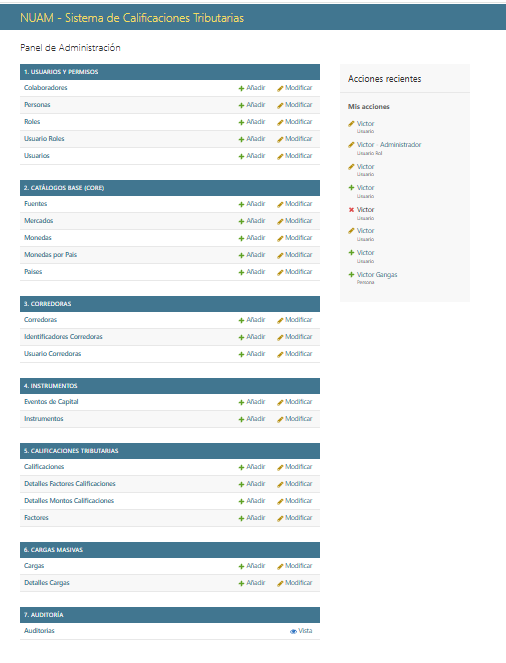 NUAM - Sistema de Calificaciones Tributarias
Panel de Administración
1. USUARIOS Y PERMISOS
Colaboradores Añadir Modificar
Personas Añadir Modificar
Roles Añadir Modificar
Usuario Roles Añadir Modificar
Usuarios Añadir Modificar
2. CATÁLOGOS BASE (CORE)
Fuentes Añadir Modificar
Mercados Añadir Modificar
Monedas Añadir Modificar
Monedas por País Añadir Modificar
Países Añadir Modificar
3. CORREDORAS
Corredoras Añadir Modificar
Identificadores Corredoras Añadir Modificar
Usuario Corredoras Añadir Modificar
4. INSTRUMENTOS
Eventos de Capital Añadir Modificar
Instrumentos Añadir Modificar
5. CALIFICACIONES TRIBUTARIAS
Calificaciones Añadir Modificar
Detalles Factores Calificaciones Añadir Modificar
Detalles Montos Calificaciones Añadir Modificar
Factores Añadir Modificar
6. CARGAS MASIVAS
Cargas Añadir Modificar
Detalles Cargas Añadir Modificar
7. AUDITORÍA
Auditorías Vista
Acciones recientes
Mis acciones
Victor
Usuario
Victor - Administrador
Usuario Rol
Victor
Usuario
Victor
Usuario
Victor
Usuario
Victor
Usuario
Victor
Usuario
Victor Gangas
Persona